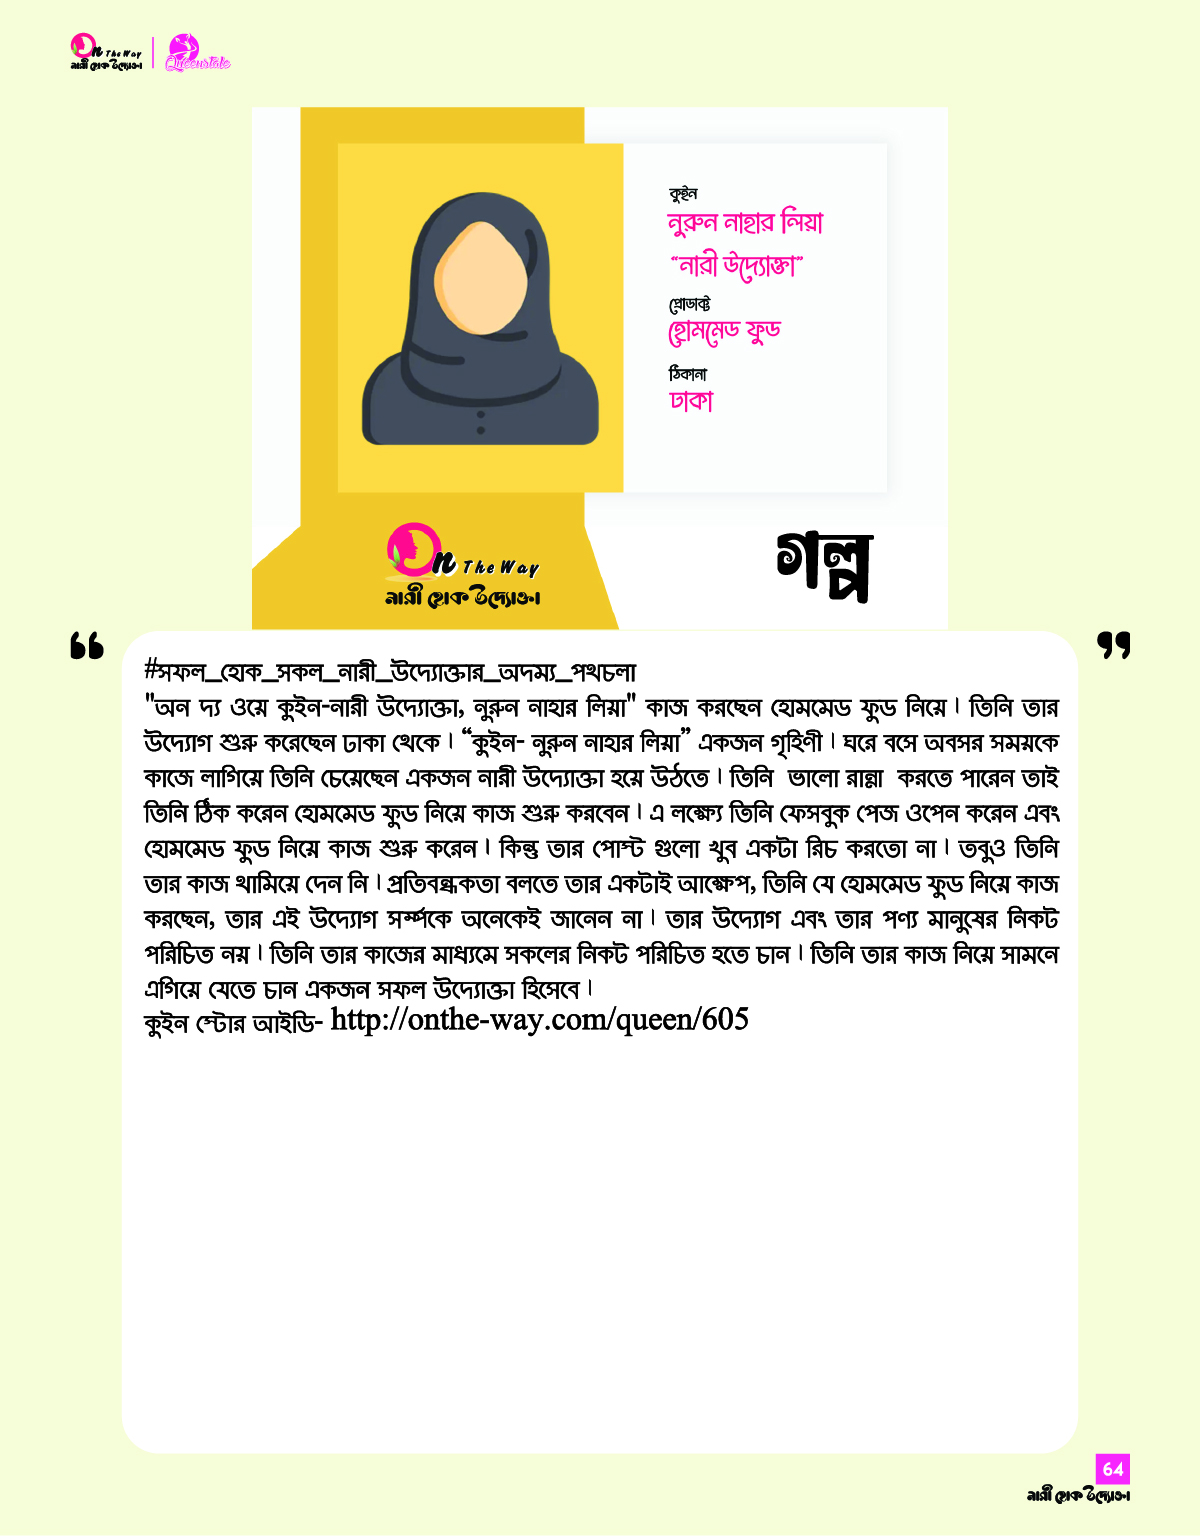 On The Way
নারী হোক উদ্যোক্তা
Queenstale
কুইন
নুরুন নাহার লিয়া
“নারী উদ্যোক্তা”
প্রোডাক্ট
হোমমেড ফুড
ঠিকানা
ঢাকা
On The Way
নারী হোক উদ্যোক্তা
গল্প
#সফল_হোক_সকল_নারী_উদ্যোক্তার_অদম্য_পথচলা
"অন দ্য ওয়ে কুইন-নারী উদ্যোক্তা, নুরুন নাহার লিয়া" কাজ করছেন হোমমেড ফুড নিয়ে। তিনি তার
উদ্যোগ শুরু করেছেন ঢাকা থেকে। “কুইন- নুরুন নাহার লিয়া” একজন গৃহিণী। ঘরে বসে অবসর সময়কে
কাজে লাগিয়ে তিনি চেয়েছেন একজন নারী উদ্যোক্তা হয়ে উঠতে। তিনি ভালো রান্না করতে পারেন তাই
তিনি ঠিক করেন হোমমেড ফুড নিয়ে কাজ শুরু করবেন। এ লক্ষ্যে তিনি ফেসবুক পেজ ওপেন করেন এবং
হোমমেড ফুড নিয়ে কাজ শুরু করেন। কিন্তু তার পোস্ট গুলো খুব একটা রিচ করতো না। তবুও তিনি
তার কাজ থামিয়ে দেন নি। প্রতিবন্ধকতা বলতে তার একটাই আক্ষেপ, তিনি যে হোমমেড ফুড নিয়ে কাজ
করছেন, তার এই উদ্যোগ সর্ম্পকে অনেকেই জানেন না। তার উদ্যোগ এবং তার পণ্য মানুষের নিকট
পরিচিত নয়। তিনি তার কাজের মাধ্যমে সকলের নিকট পরিচিত হতে চান। তিনি তার কাজ নিয়ে সামনে
এগিয়ে যেতে চান একজন সফল উদ্যোক্তা হিসেবে।
কুইন স্টোর আইডি- http://onthe-way.com/queen/605
64
নারী হোক উদ্যোক্তা